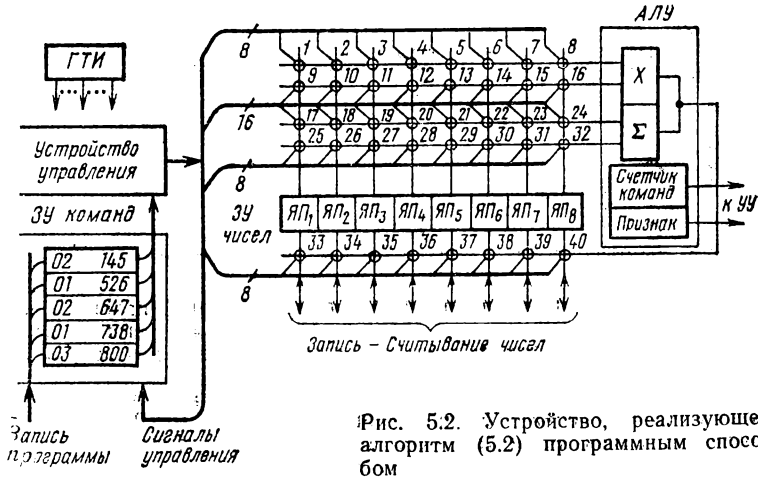 АЛУ
ГТИ
8
1 2 3 4 5 6 7 8
9 10 11 12 13 14 15 16
X
16
17 18 19 20 21 22 23 24
Σ
25 26 27 28 29 30 31 32
Устройство
управления
8
Счетчик
команд
Признак
к УУ
ЗУ команд
ЗУ
чисел
ЯП1 ЯП2 ЯП3 ЯП4 ЯП5 ЯП6 ЯП7 ЯП8
33 34 35 36 37 38 39 40
02 145
01 526
02 647
01 738
03 800
8
Запись – Считывание чисел
Запись
программы
Сигналы
управления
Рис. 5.2. Устройство, реализующе
алгоритм (5.2) программным спосо
бом